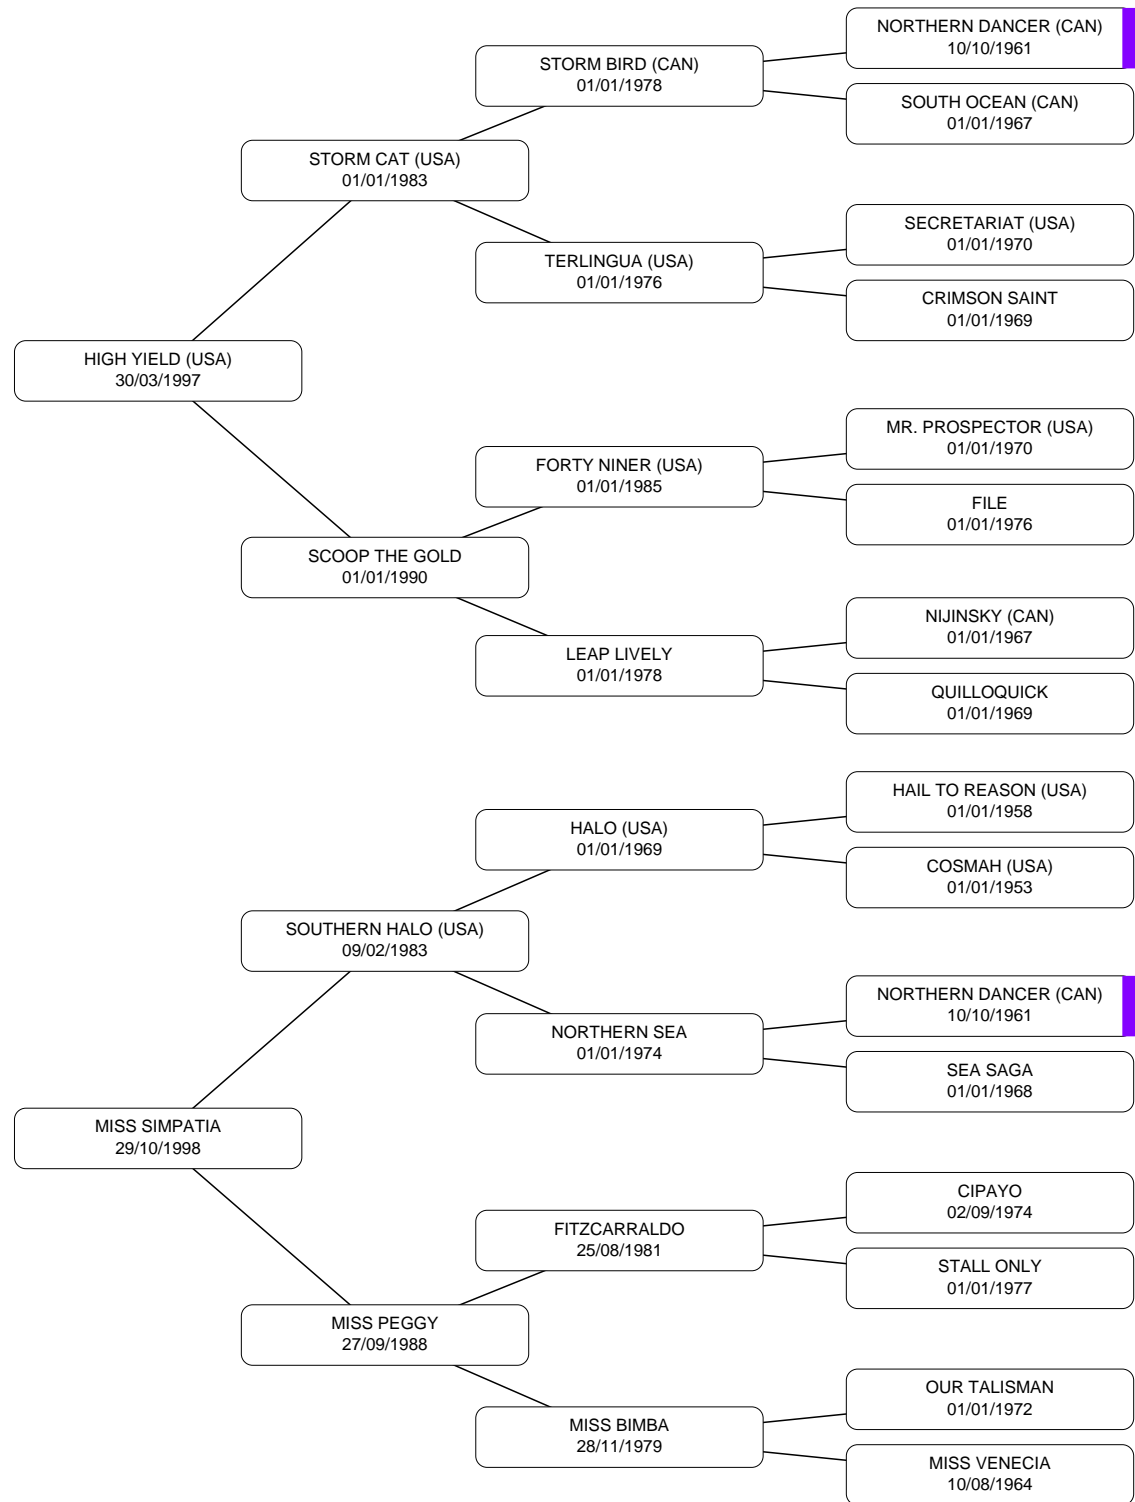 NORTHERN DANCER (CAN)
10/10/1961
STORM BIRD (CAN)
01/01/1978
SOUTH OCEAN (CAN)
01/01/1967
STORM CAT (USA)
01/01/1983
SECRETARIAT (USA)
01/01/1970
TERLINGUA (USA)
01/01/1976
CRIMSON SAINT
01/01/1969
HIGH YIELD (USA)
30/03/1997
MR. PROSPECTOR (USA)
01/01/1970
FORTY NINER (USA)
01/01/1985
FILE
01/01/1976
SCOOP THE GOLD
01/01/1990
NIJINSKY (CAN)
01/01/1967
LEAP LIVELY
01/01/1978
QUILLOQUICK
01/01/1969
HAIL TO REASON (USA)
01/01/1958
HALO (USA)
01/01/1969
COSMAH (USA)
01/01/1953
SOUTHERN HALO (USA)
09/02/1983
NORTHERN DANCER (CAN)
10/10/1961
NORTHERN SEA
01/01/1974
SEA SAGA
01/01/1968
MISS SIMPATIA
29/10/1998
CIPAYO
02/09/1974
FITZCARRALDO
25/08/1981
STALL ONLY
01/01/1977
MISS PEGGY
27/09/1988
OUR TALISMAN
01/01/1972
MISS BIMBA
28/11/1979
MISS VENECIA
10/08/1964